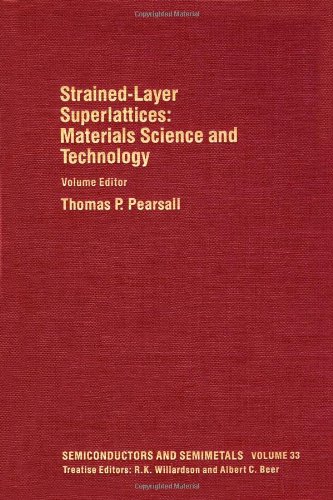 Strained-Layer
Superlattices:
Materials Science and
Technology
Volume Editor
Thomas P. Pearsall
SEMICONDUCTORS AND SEMIMETALS VOLUME 33
Treatise Editors: R.K. Willardson and Albert C. Beer